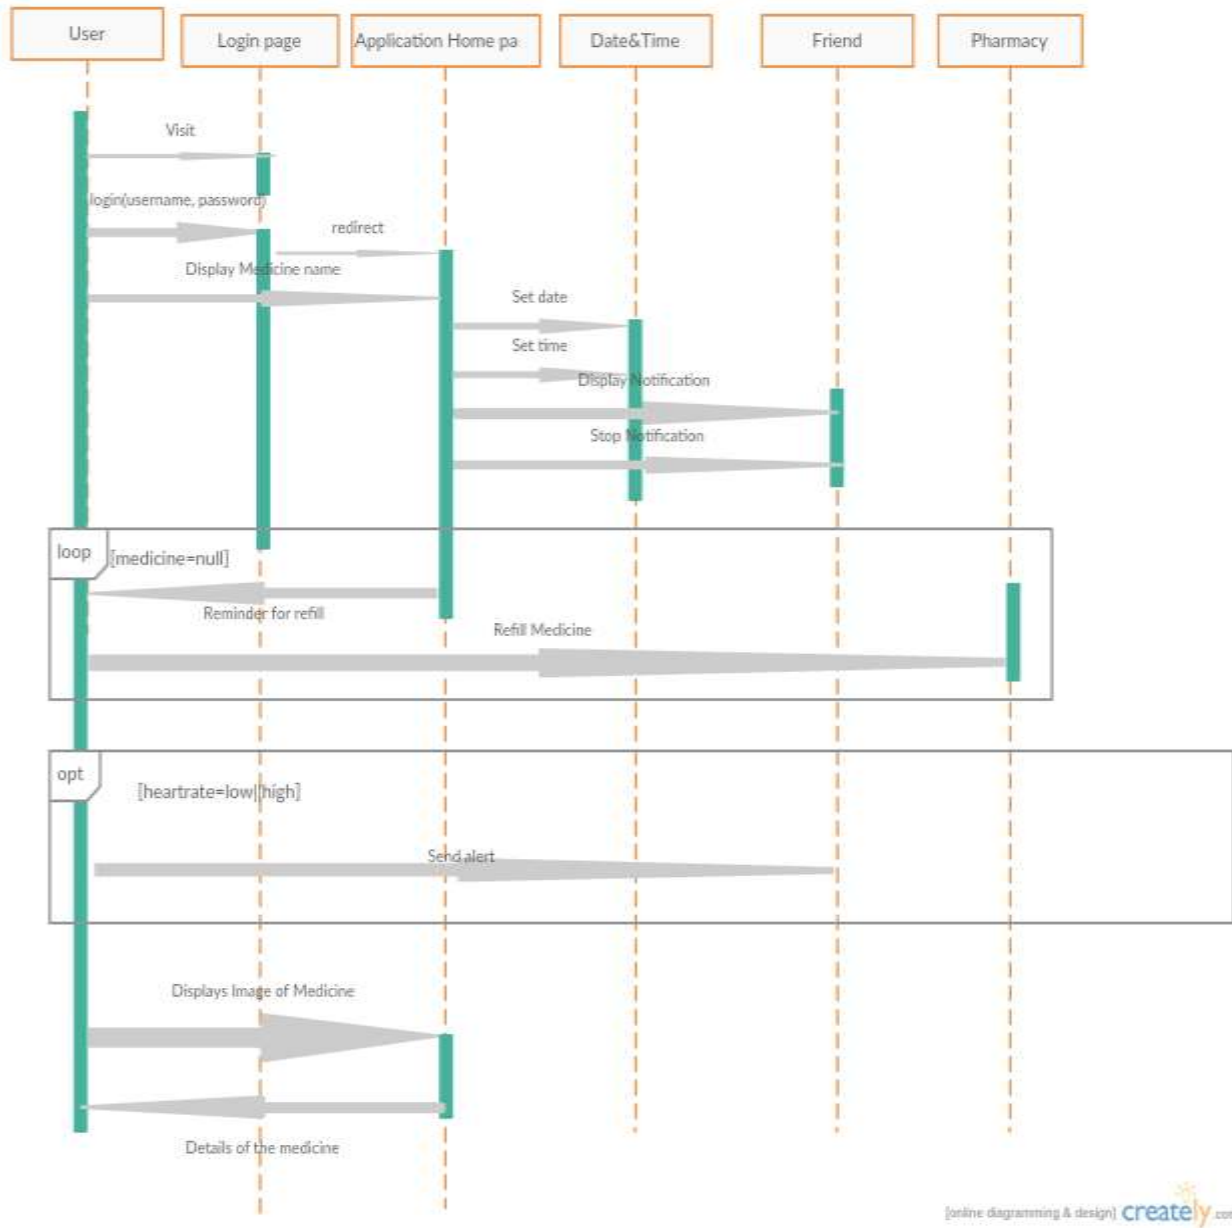 User
Login page
Application Home pa
Date&Time
Friend
Pharmacy
Visit
login(username, password)
redirect
Display Medicine name
Set date
Set time
Display Notification
Stop Notification
loop
[medicine=null]
Reminder for refill
Refill Medicine
opt
[heartrate=low||high]
Send alert
Displays Image of Medicine
Details of the medicine
[online diagramming & design] creately.com